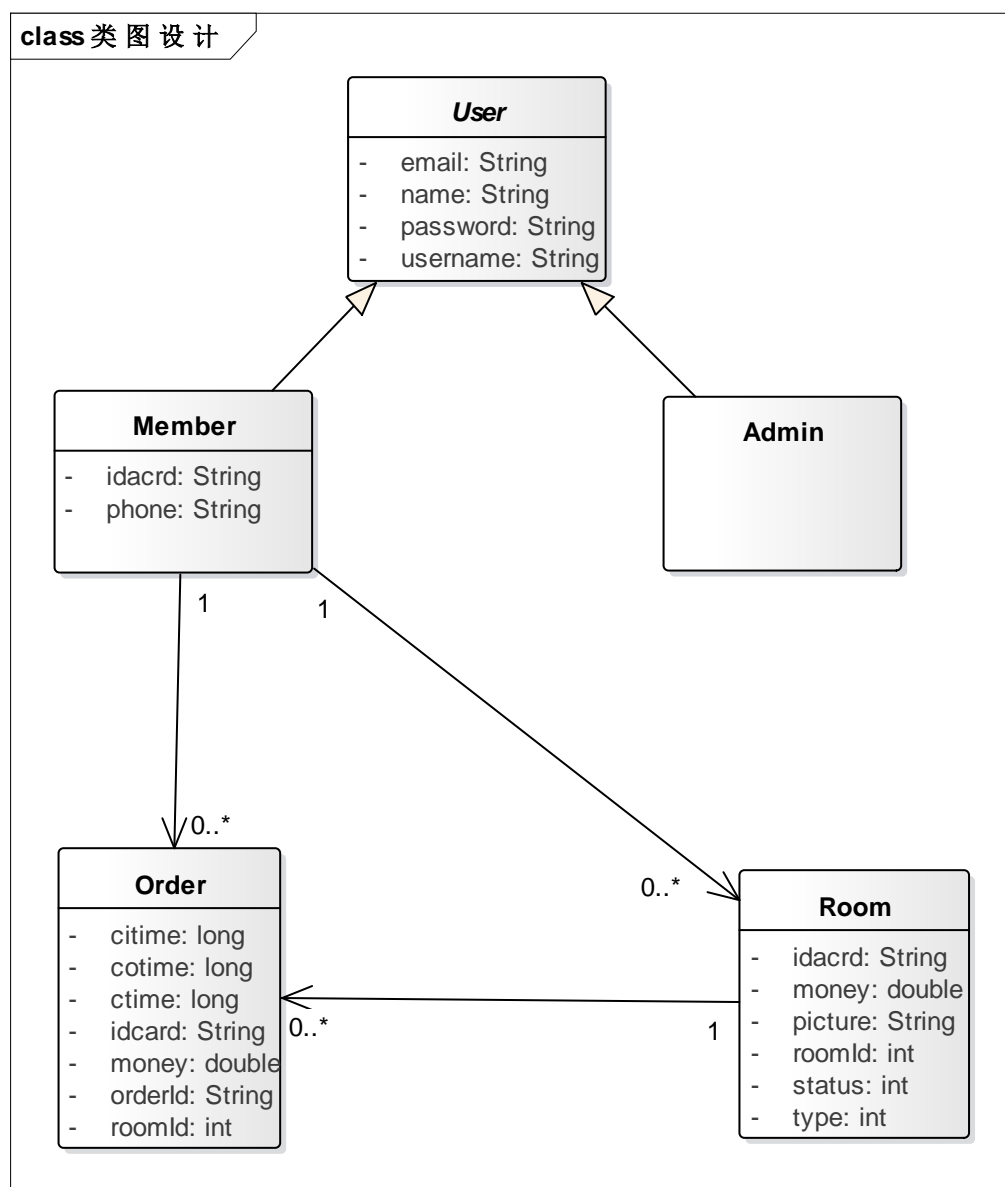 class 类图设计
User
- email: String
- name: String
- password: String
- username: String
Member
- idacrd: String
- phone: String
Admin
1
1
0..*
0..*
Order
- citime: long
- cotime: long
- ctime: long
- idcard: String
- money: double
- orderId: String
- roomId: int
0..*
1
Room
- idacrd: String
- money: double
- picture: String
- roomId: int
- status: int
- type: int